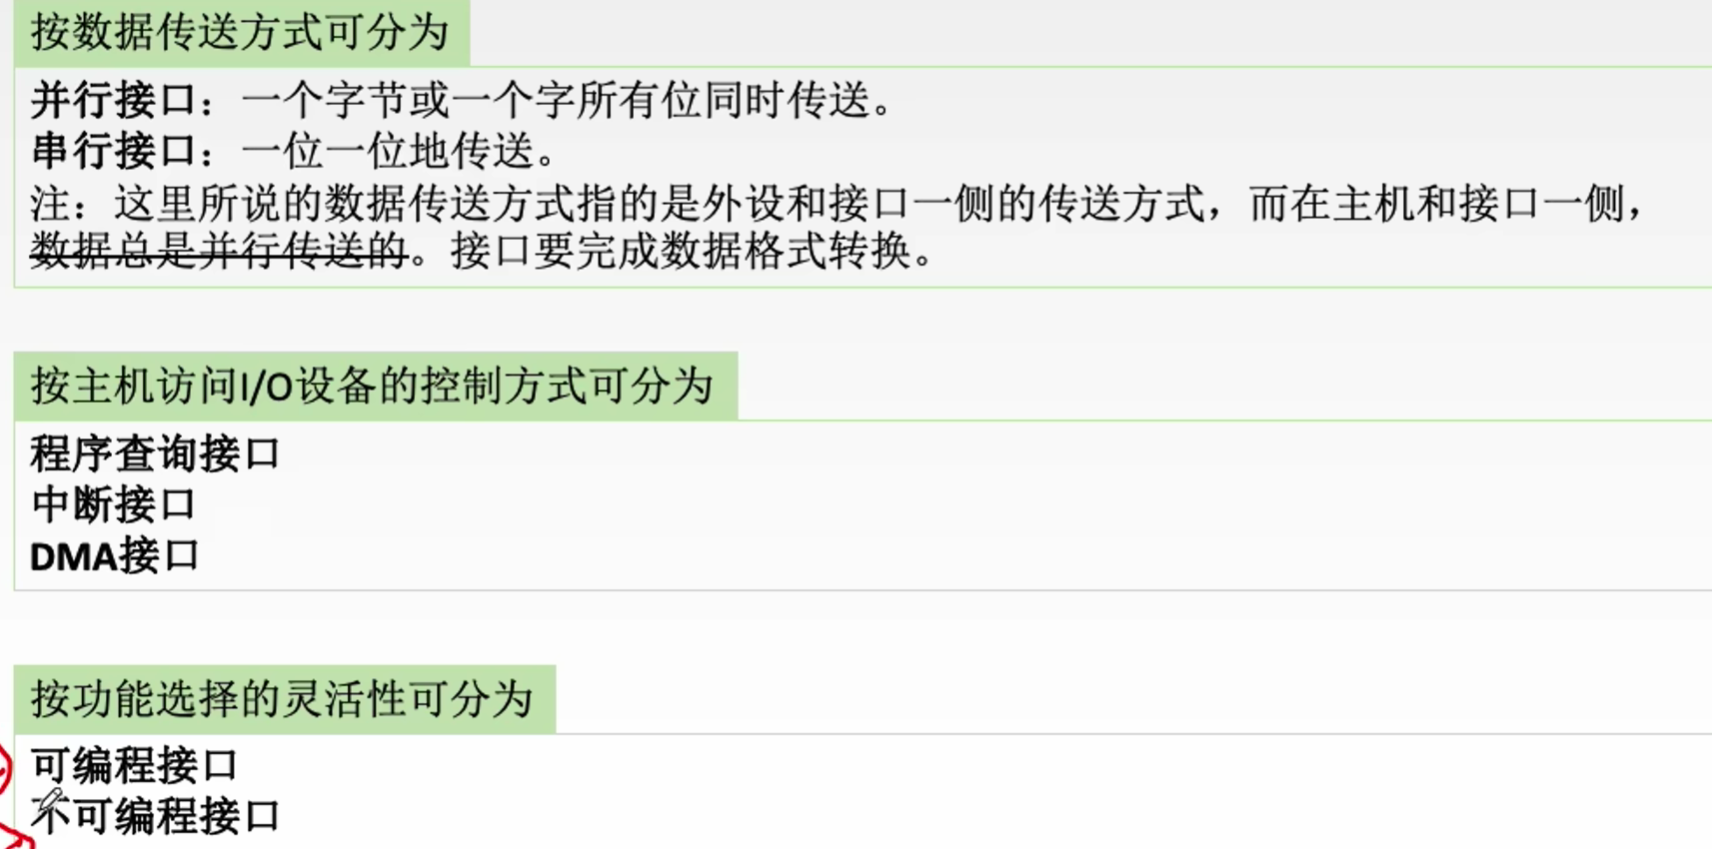 按数据传送方式可分为
并行接口：一个字节或一个字所有位同时传送。
串行接口：一位一位地传送。
注：这里所说的数据传送方式指的是外设和接口一侧的传送方式，而在主机和接口一侧，
数据总是并行传送的。接口要完成数据格式转换。
按主机访问I/O设备的控制方式可分为
程序查询接口
中断接口
DMA接口
按功能选择的灵活性可分为
可编程接口
不可编程接口